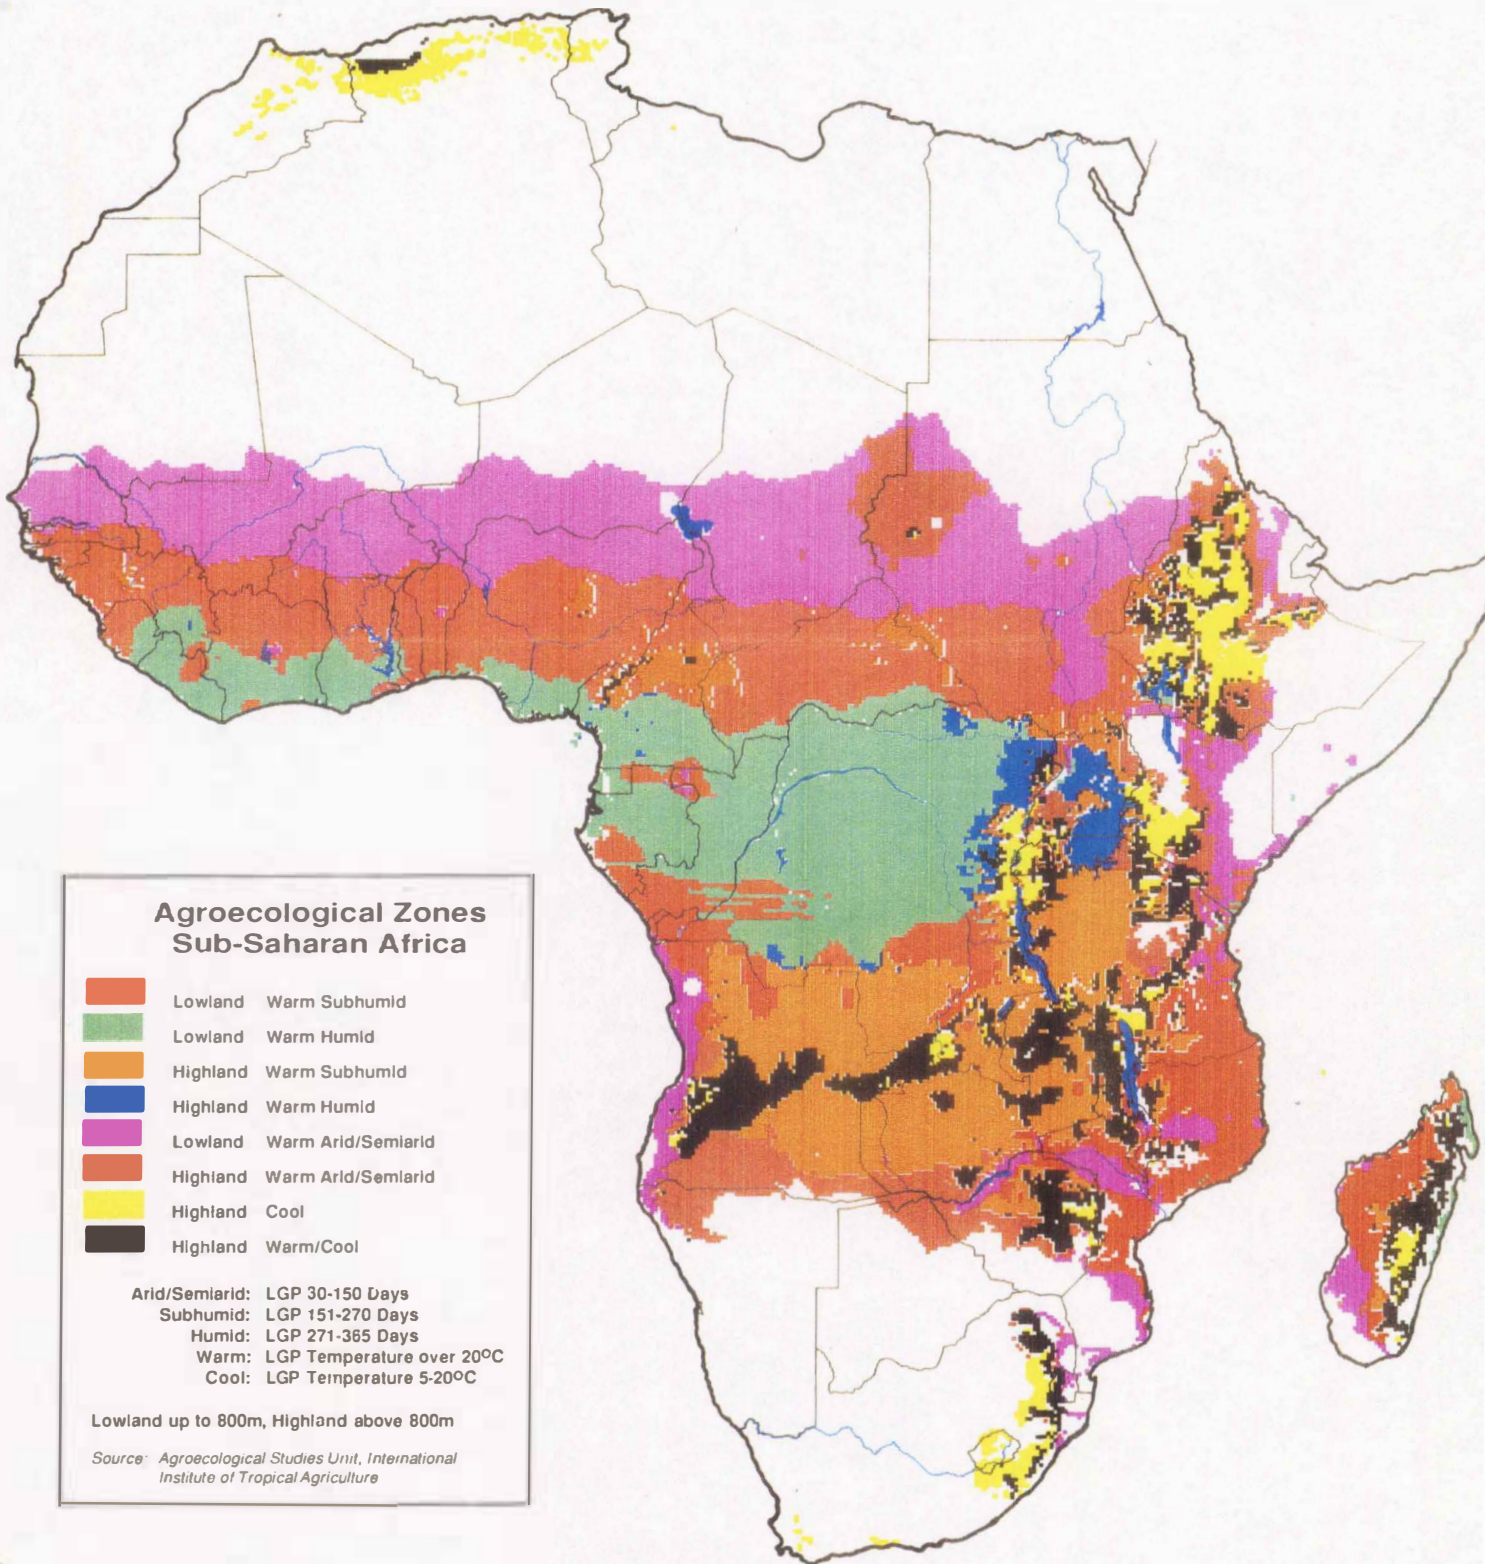 Agroecological Zones
Sub-Saharan Africa
Lowland Warm Subhumid
Lowland Warm Humid
Highland Warm Subhumid
Highland Warm Humid
Lowland Warm Arid/Semiarid
Highland Warm Arid/Semiarid
Highland Cool
Highland Warm/Cool
Arid/Semiarid: LGP 30-150 Days
Subhumid: LGP 151-270 Days
Humid: LGP 271-365 Days
Warm: LGP Temperature over 20°C
Cool: LGP Temperature 5-20°C
Lowland up to 800m, Highland above 800m
Source: Agroecological Studies Unit, International
Institute of Tropical Agriculture